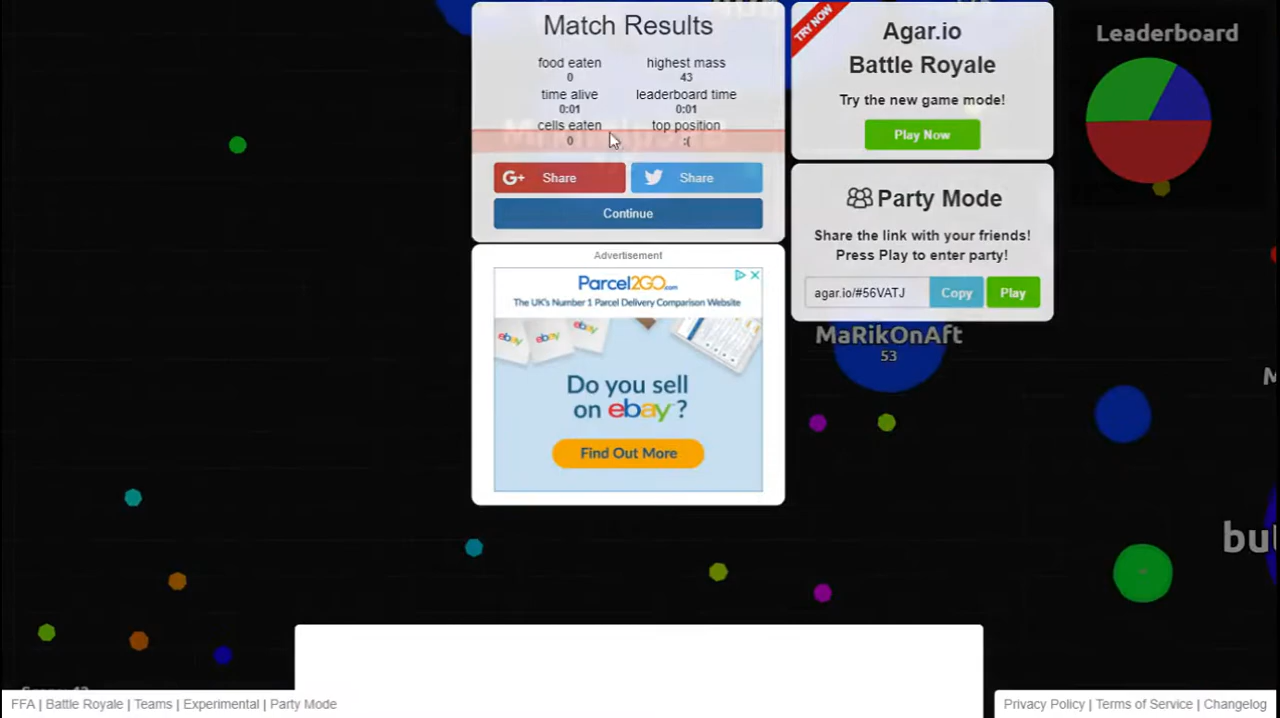 Match Results
food eaten
0
highest mass
43
time alive
0:01
leaderboard time
0:01
cells eaten
0
top position
:(
G+ Share
Share
Continue
Advertisement
Parcel2GO.com
The UK's Number 1 Parcel Delivery Comparison Website
ebay ebay ebay
Do you sell
on ebay?
Find Out More
TRY NOW
Agar.io
Battle Royale
Try the new game mode!
Play Now
Party Mode
Share the link with your friends!
Press Play to enter party!
agar.io/#56VATJ
Copy
Play
Leaderboard
MaRikOnAft
53
FFA | Battle Royale | Teams | Experimental | Party Mode
Privacy Policy | Terms of Service | Changelog